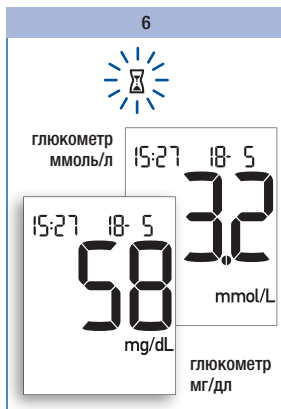 6
глюкометр
ммоль/л
15:27 18- 5
3.2
mmol/L
15:27 18- 5
58
mg/dL
глюкометр
мг/дл